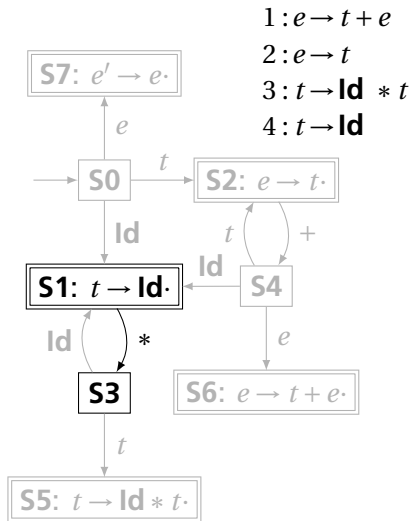 1 : e → t + e
2 : e → t
3 : t → Id ∗ t
4 : t → Id
S7: e′ → e·
e
S0
t
S2: e → t·
Id
t
+
Id
S1: t → Id·
S4
Id
∗
e
S3
S6: e → t + e·
t
S5: t → Id ∗ t·